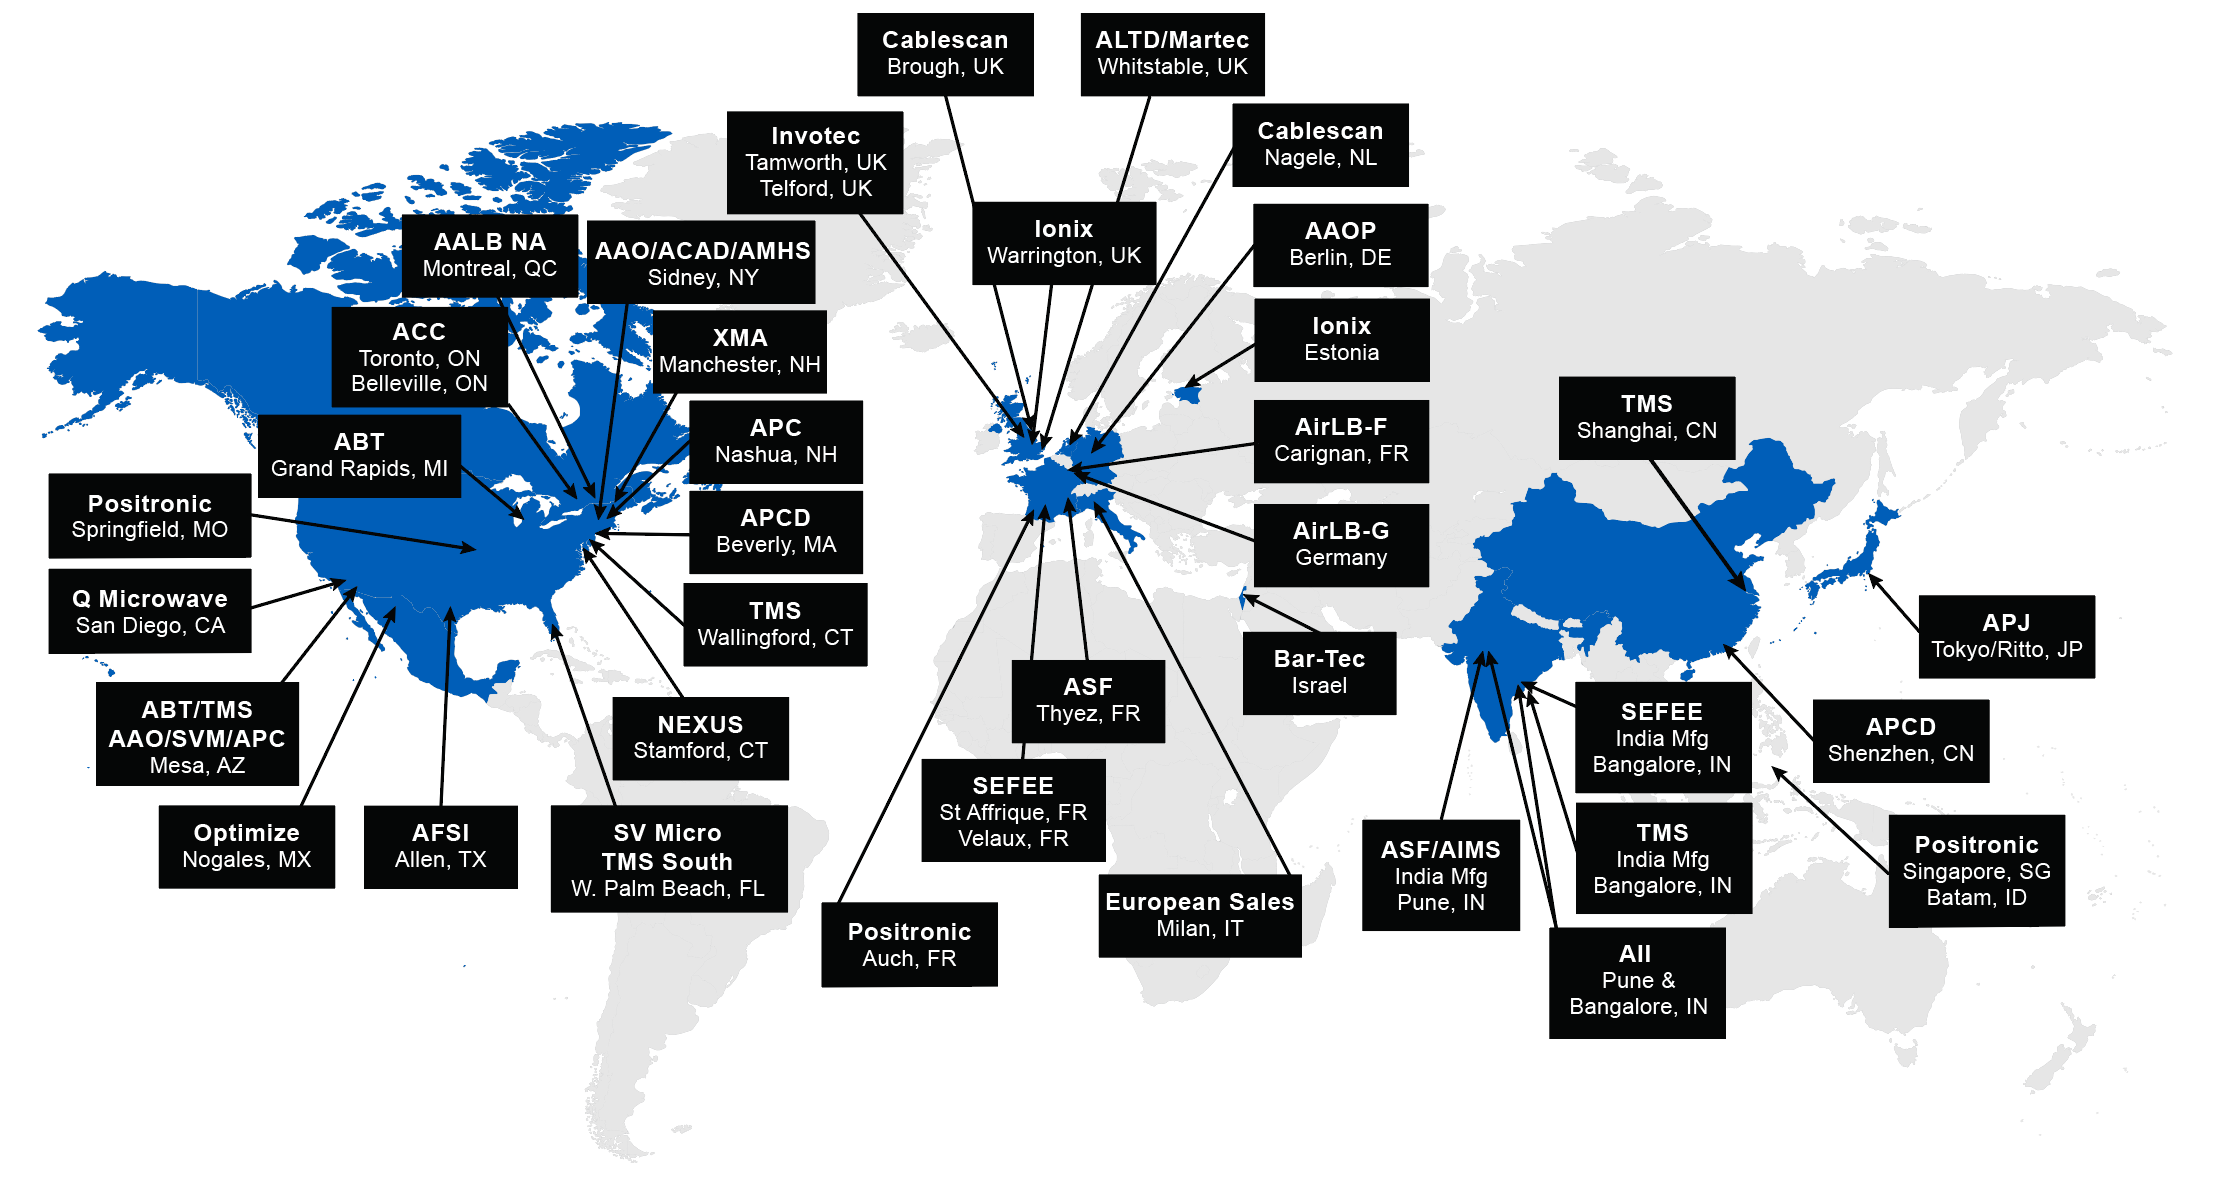 Cablescan
Brough, UK
ALTD/Martec
Whitstable, UK
Invotec
Tamworth, UK
Telford, UK
Cablescan
Nagele, NL
Ionix
Warrington, UK
AAOP
Berlin, DE
AALB NA
Montreal, QC
AAO/ACAD/AMHS
Sidney, NY
ACC
Toronto, ON
Belleville, ON
XMA
Manchester, NH
Ionix
Estonia
ABT
Grand Rapids, MI
APC
Nashua, NH
AirLB-F
Carignan, FR
TMS
Shanghai, CN
Positronic
Springfield, MO
APCD
Beverly, MA
AirLB-G
Germany
Q Microwave
San Diego, CA
TMS
Wallingford, CT
APJ
Tokyo/Ritto, JP
Bar-Tec
Israel
ASF
Thyez, FR
ABT/TMS
AAO/SVM/APC
Mesa, AZ
NEXUS
Stamford, CT
SEFEE
India Mfg
Bangalore, IN
APCD
Shenzhen, CN
SEFEE
St Affrique, FR
Velaux, FR
Optimize
Nogales, MX
AFSI
Allen, TX
SV Micro
TMS South
W. Palm Beach, FL
ASF/AIMS
India Mfg
Pune, IN
TMS
India Mfg
Bangalore, IN
Positronic
Singapore, SG
Batam, ID
European Sales
Milan, IT
Positronic
Auch, FR
All
Pune &
Bangalore, IN